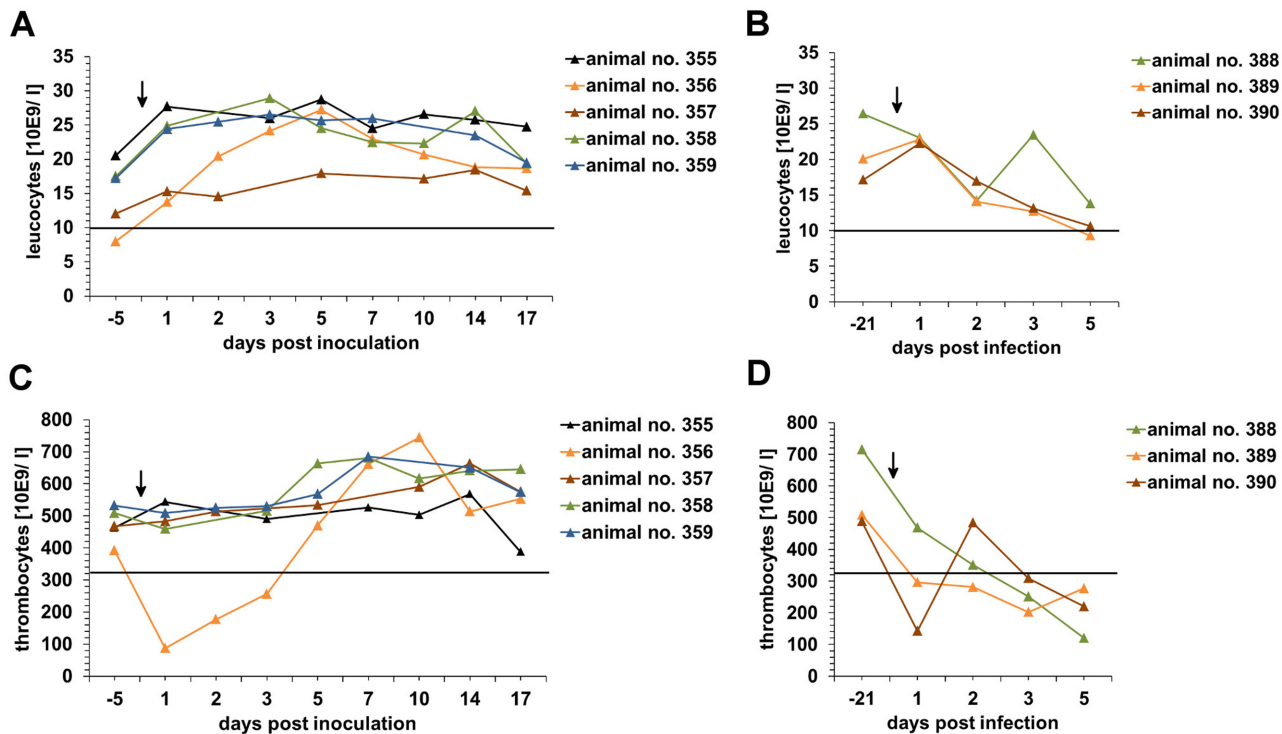 A
leucocytes [10E9/ l]
35
30
25
20
15
10
5
0
-5 1 2 3 5 7 10 14 17
days post inoculation
animal no. 355
animal no. 356
animal no. 357
animal no. 358
animal no. 359
B
leucocytes [10E9/ l]
35
30
25
20
15
10
5
0
-21 1 2 3 5
days post infection
animal no. 388
animal no. 389
animal no. 390
C
thrombocytes [10E9/ l]
800
700
600
500
400
300
200
100
0
-5 1 2 3 5 7 10 14 17
days post inoculation
animal no. 355
animal no. 356
animal no. 357
animal no. 358
animal no. 359
D
thrombocytes [10E9/ l]
800
700
600
500
400
300
200
100
0
-21 1 2 3 5
days post infection
animal no. 388
animal no. 389
animal no. 390